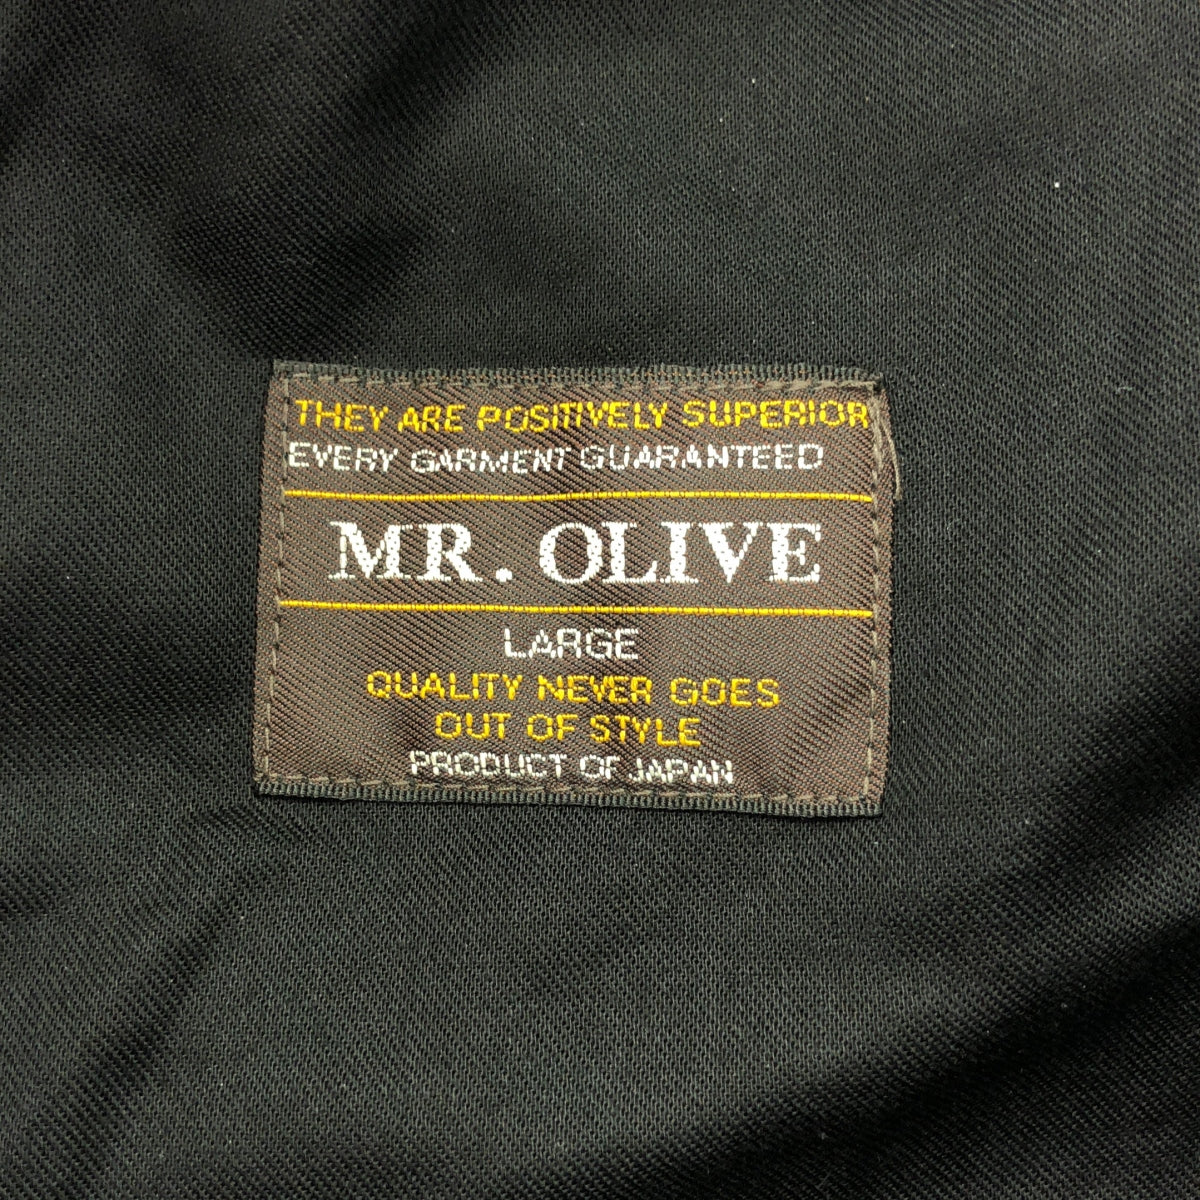 THEY ARE POSITIVELY SUPERIOR
EVERY GARMENT GUARANTEED
MR. OLIVE
LARGE
QUALITY NEVER GOES
OUT OF STYLE
PRODUCT OF JAPAN